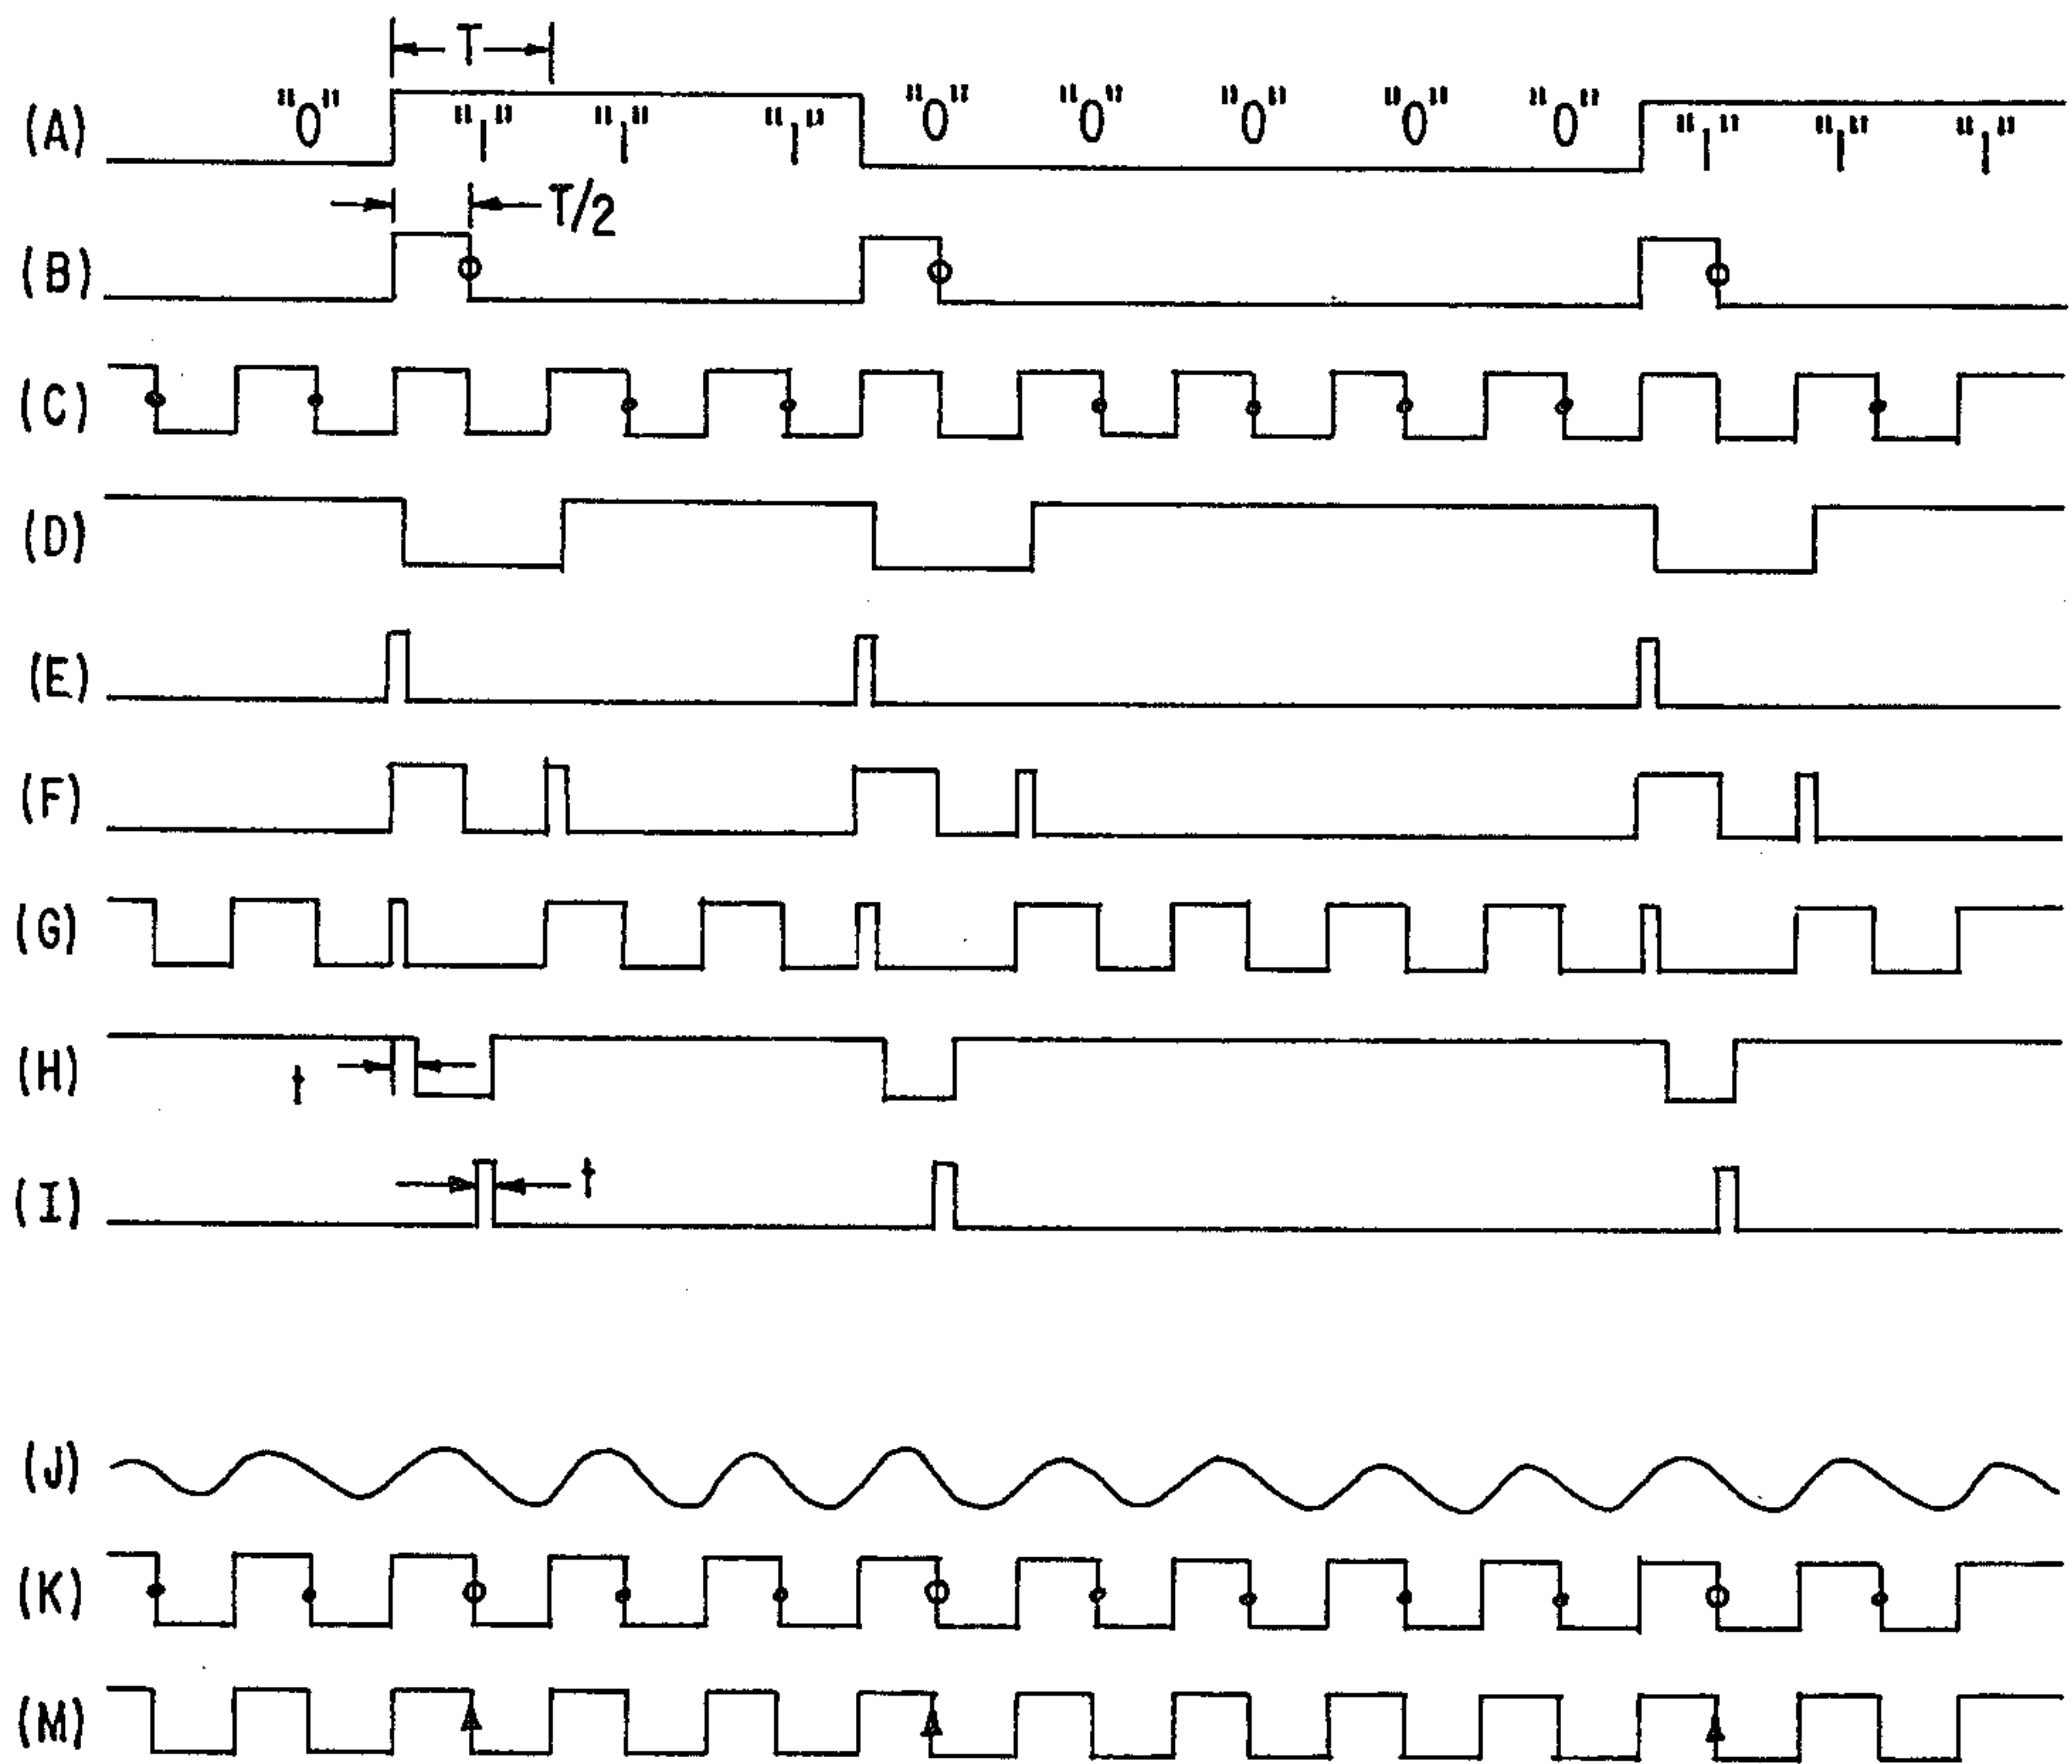 T
(A) "0" "1" "1" "1" "0" "0" "0" "0" "0" "1" "1" "1"
T/2
(B)
(C)
(D)
(E)
(F)
(G)
(H) t
(I) t
(J)
(K)
(M)